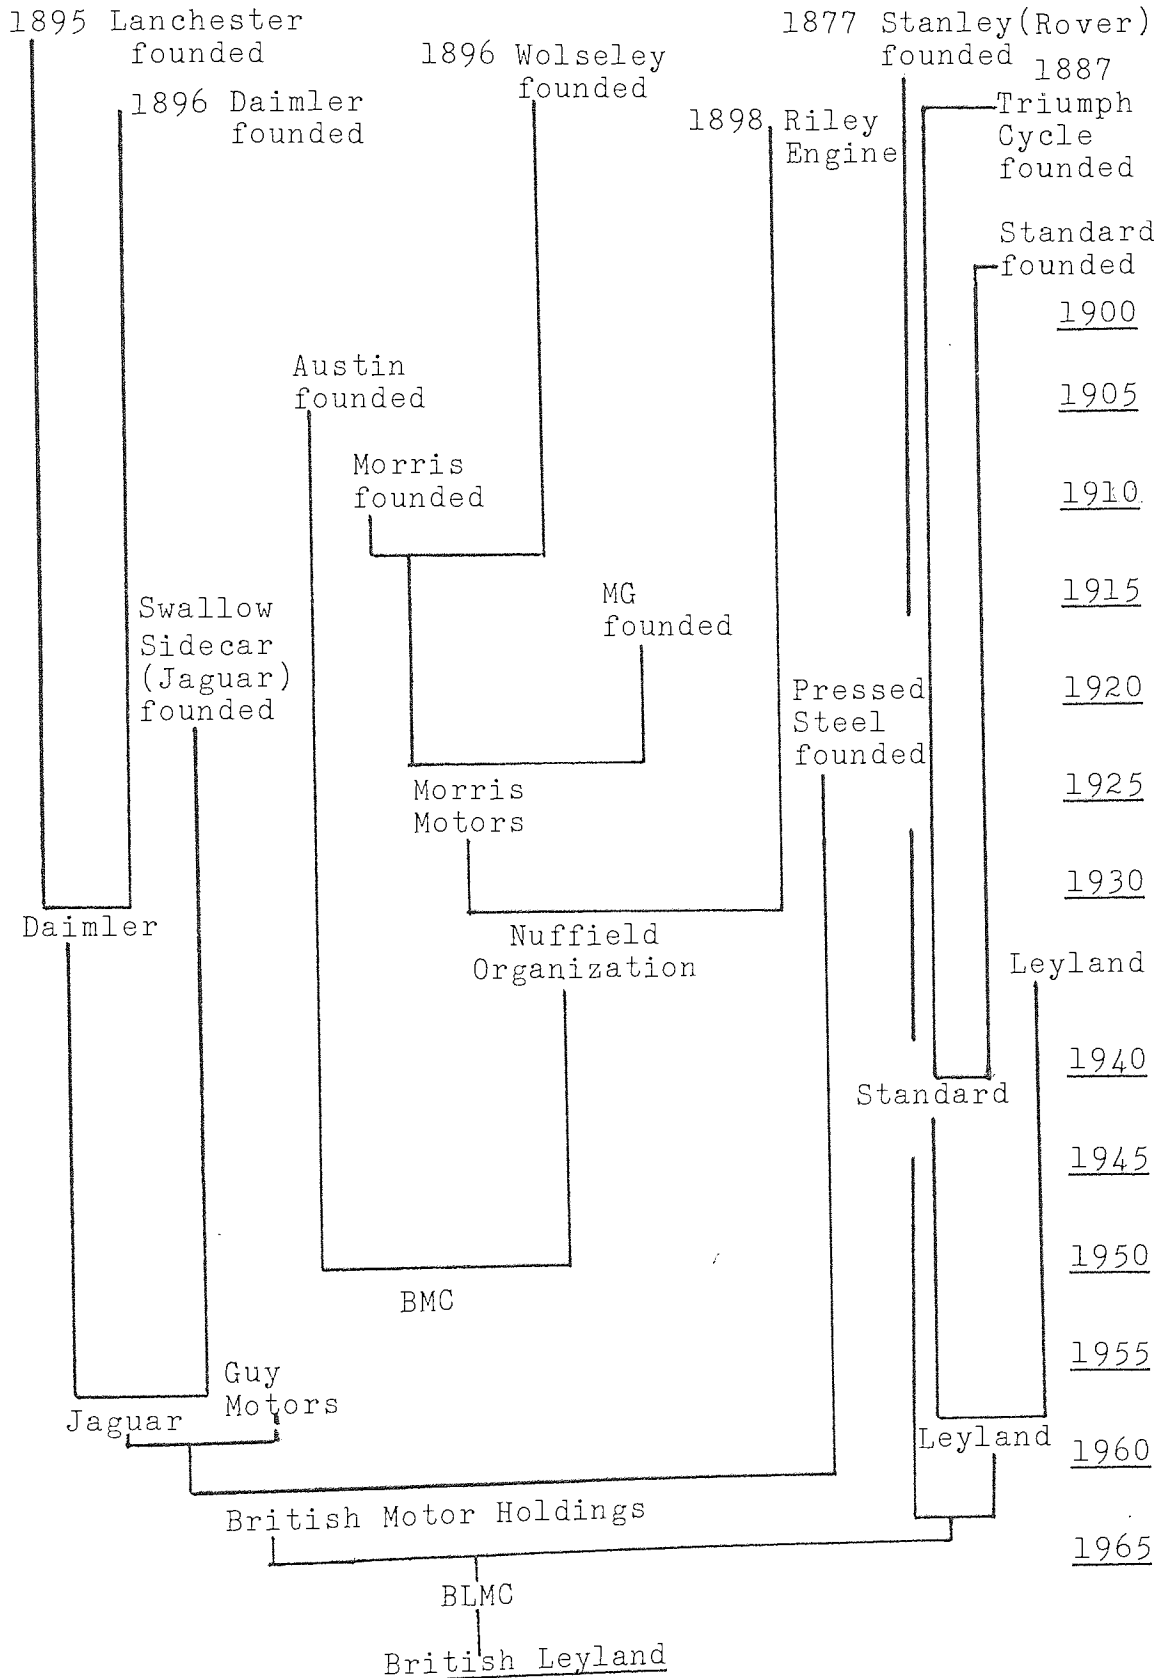 1895 Lanchester
founded
1896 Daimler
founded
1896 Wolseley
founded
1898 Riley
Engine
1877 Stanley(Rover)
founded
1887
Triumph
Cycle
founded
Standard
founded
1900
Austin
founded
1905
Morris
founded
1910
1915
Swallow
Sidecar
(Jaguar)
founded
MG
founded
Pressed
Steel
founded
1920
Morris
Motors
1925
1930
Daimler
Nuffield
Organization
Leyland
1940
Standard
1945
1950
BMC
1955
Guy
Motors
Jaguar
Leyland
1960
British Motor Holdings
1965
BLMC
British Leyland